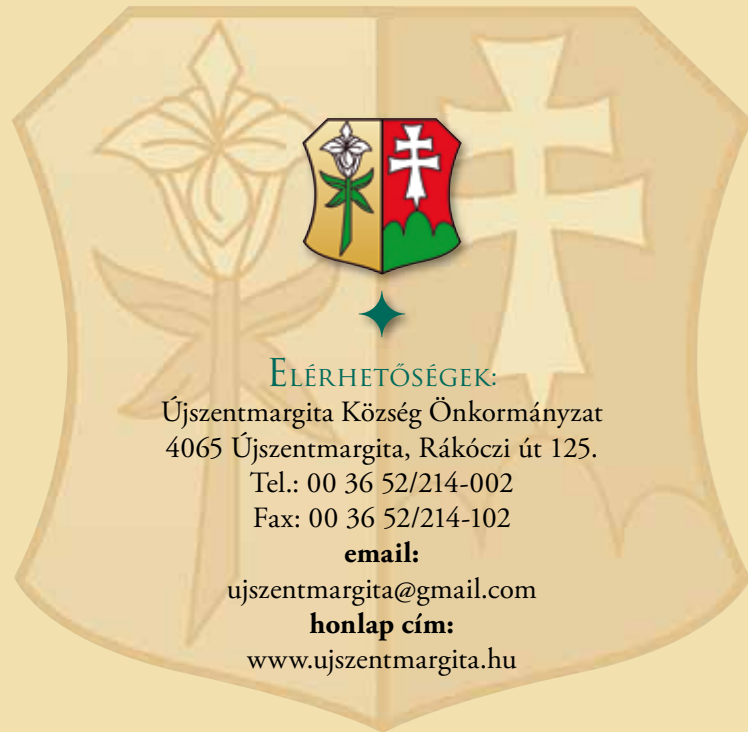 Elérhetőségek:
Újszentmargita Község Önkormányzat
4065 Újszentmargita, Rákóczi út 125.
Tel.: 00 36 52/214-002
Fax: 00 36 52/214-102
email:
ujszentmargita@gmail.com
honlap cím:
www.ujszentmargita.hu